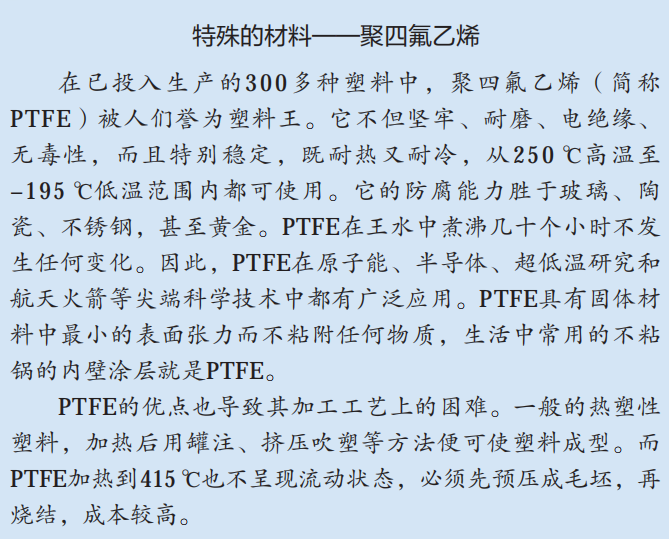 特殊的材料——聚四氟乙烯
在已投入生产的300多种塑料中，聚四氟乙烯（简称
PTFE）被人们誉为塑料王。它不但坚牢、耐磨、电绝缘、
无毒性，而且特别稳定，既耐热又耐冷，从250 ℃高温至
–195 ℃低温范围内都可使用。它的防腐能力胜于玻璃、陶
瓷、不锈钢，甚至黄金。PTFE在王水中煮沸几十个小时不发
生任何变化。因此，PTFE在原子能、半导体、超低温研究和
航天火箭等尖端科学技术中都有广泛应用。PTFE具有固体材
料中最小的表面张力而不粘附任何物质，生活中常用的不粘
锅的内壁涂层就是PTFE。
PTFE的优点也导致其加工工艺上的困难。一般的热塑性
塑料，加热后用罐注、挤压吹塑等方法便可使塑料成型。而
PTFE加热到415 ℃也不呈现流动状态，必须先预压成毛坯，再
烧结，成本较高。